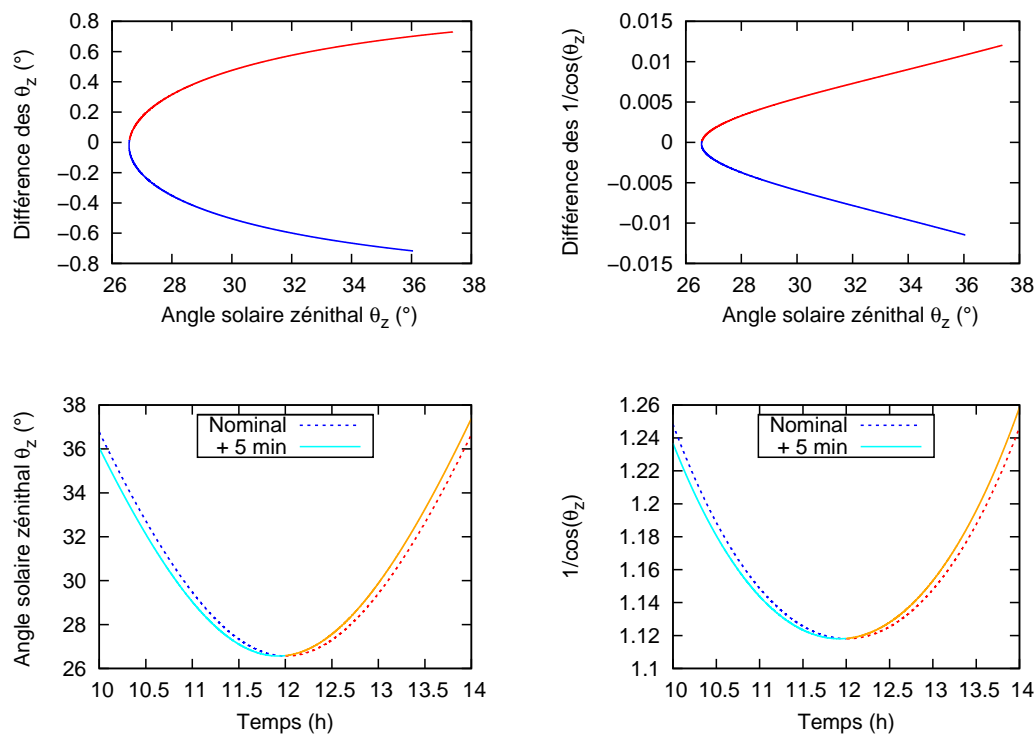 Différence des θz (°)
0.8
0.6
0.4
0.2
0
−0.2
−0.4
−0.6
−0.8
26 28 30 32 34 36 38
Angle solaire zénithal θz (°)
Différence des 1/cos(θz)
0.015
0.01
0.005
0
−0.005
−0.01
−0.015
26 28 30 32 34 36 38
Angle solaire zénithal θz (°)
Angle solaire zénithal θz (°)
38
36
34
32
30
28
26
10 10.5 11 11.5 12 12.5 13 13.5 14
Temps (h)
Nominal
+ 5 min
1/cos(θz)
1.26
1.24
1.22
1.2
1.18
1.16
1.14
1.12
1.1
10 10.5 11 11.5 12 12.5 13 13.5 14
Temps (h)
Nominal
+ 5 min